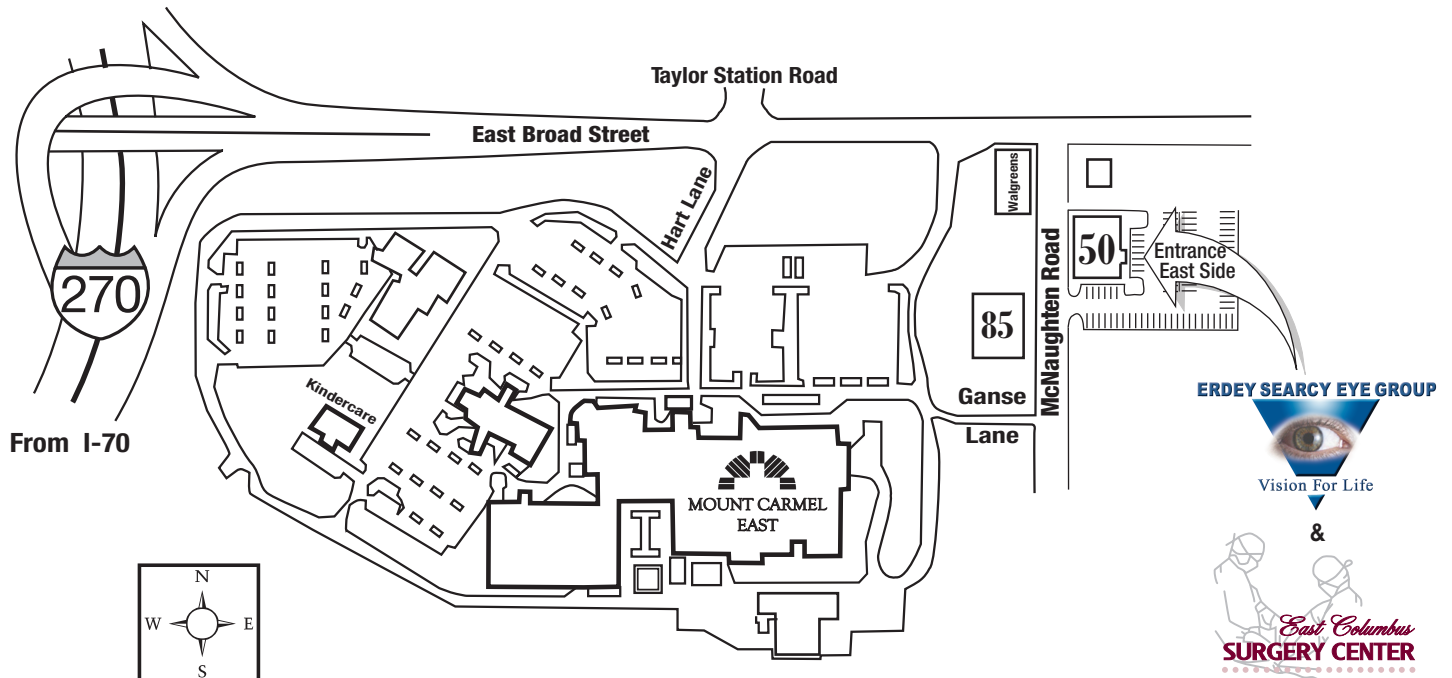 Taylor Station Road
East Broad Street
Hart Lane
Walgreens
McNaughten Road
50
Entrance
East Side
270
85
Kindercare
Ganse
Lane
From I-70
ERDEY SEARCY EYE GROUP
Vision For Life
&
MOUNT CARMEL
EAST
N
W E
S
East Columbus
SURGERY CENTER